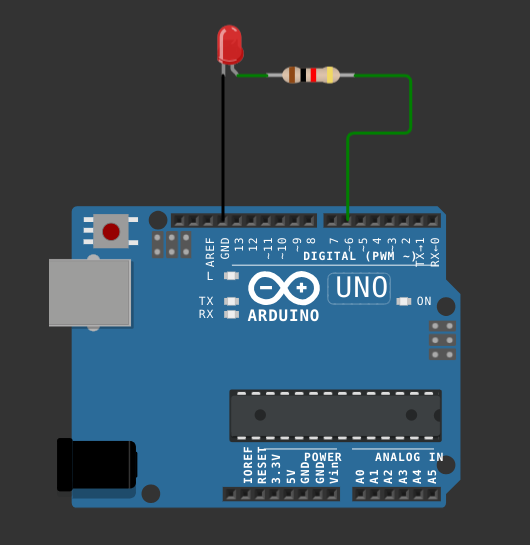 AREF
GND
13
12
~11
~10
~9
8
7
~6
~5
4
~3
2
TX→1
RX←0
DIGITAL (PWM ~)
L
TX
RX
UNO
ON
ARDUINO
IOREF
RESET
3.3V
5V
GND
GND
Vin
POWER
ANALOG IN
A0
A1
A2
A3
A4
A5